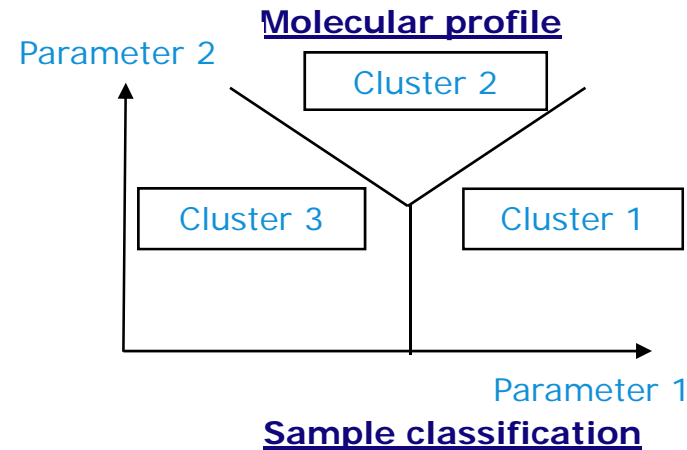 Molecular profile
Parameter 2
Cluster 2
Cluster 3
Cluster 1
Parameter 1
Sample classification